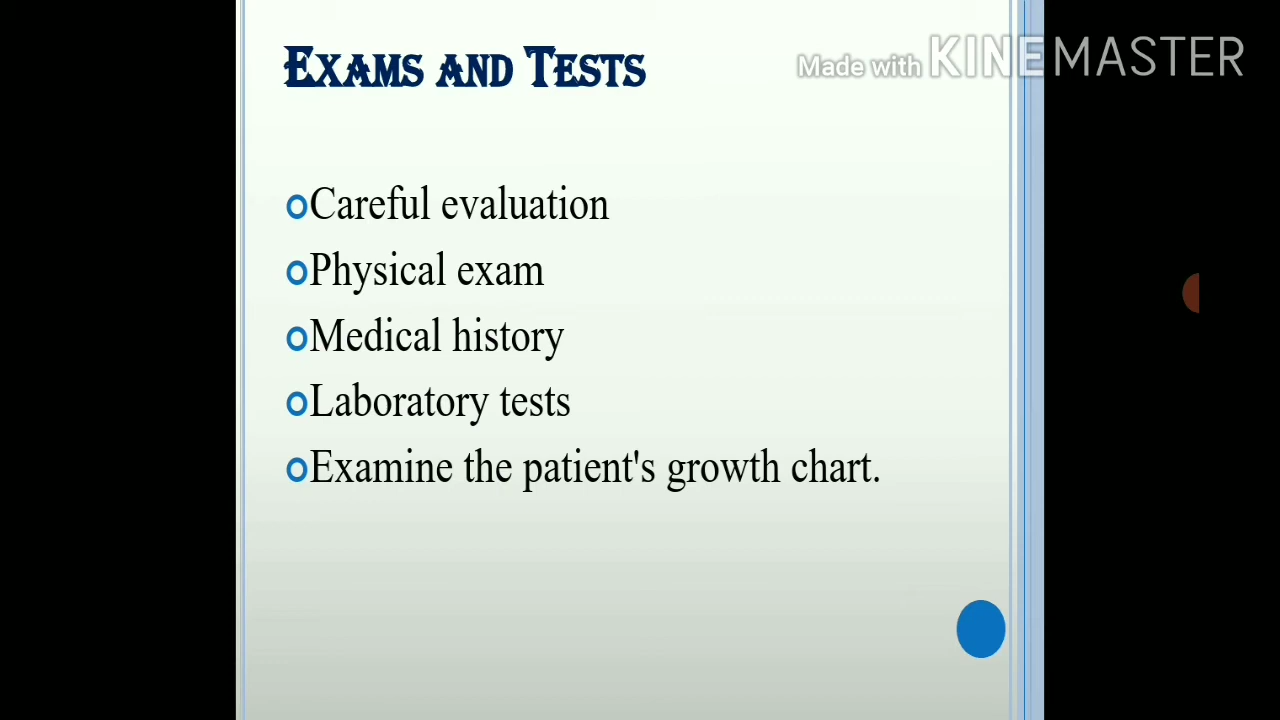 EXAMS AND TESTS
Made with KINEMASTER
Careful evaluation
Physical exam
Medical history
Laboratory tests
Examine the patient's growth chart.